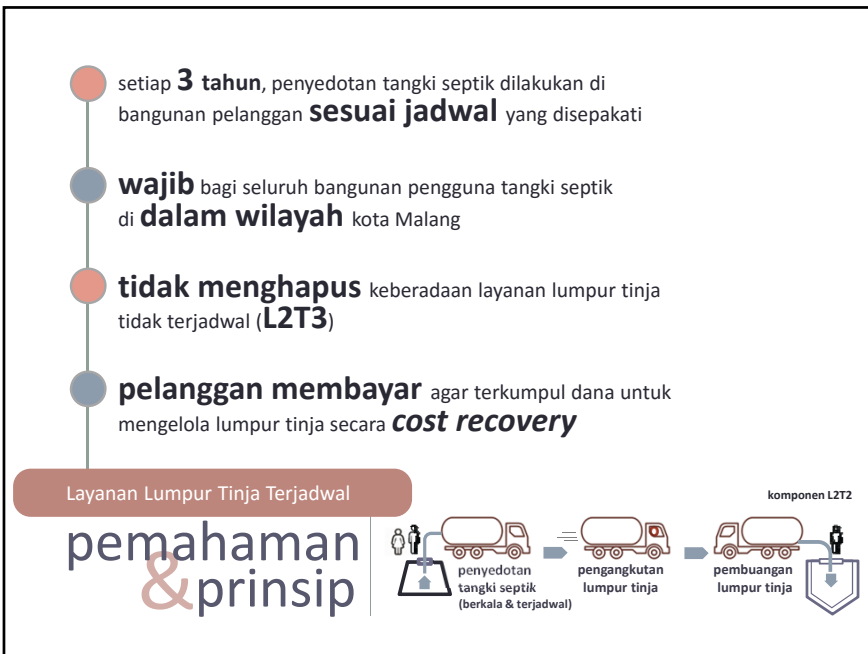 setiap 3 tahun, penyedotan tangki septik dilakukan di
bangunan pelanggan sesuai jadwal yang disepakati
wajib bagi seluruh bangunan pengguna tangki septik
di dalam wilayah kota Malang
tidak menghapus keberadaan layanan lumpur tinja
tidak terjadwal (L2T3)
pelanggan membayar agar terkumpul dana untuk
mengelola lumpur tinja secara cost recovery
Layanan Lumpur Tinja Terjadwal
pemahaman
&prinsip
komponen L2T2
penyedotan
tangki septik
(berkala & terjadwal)
pengangkutan
lumpur tinja
pembuangan
lumpur tinja